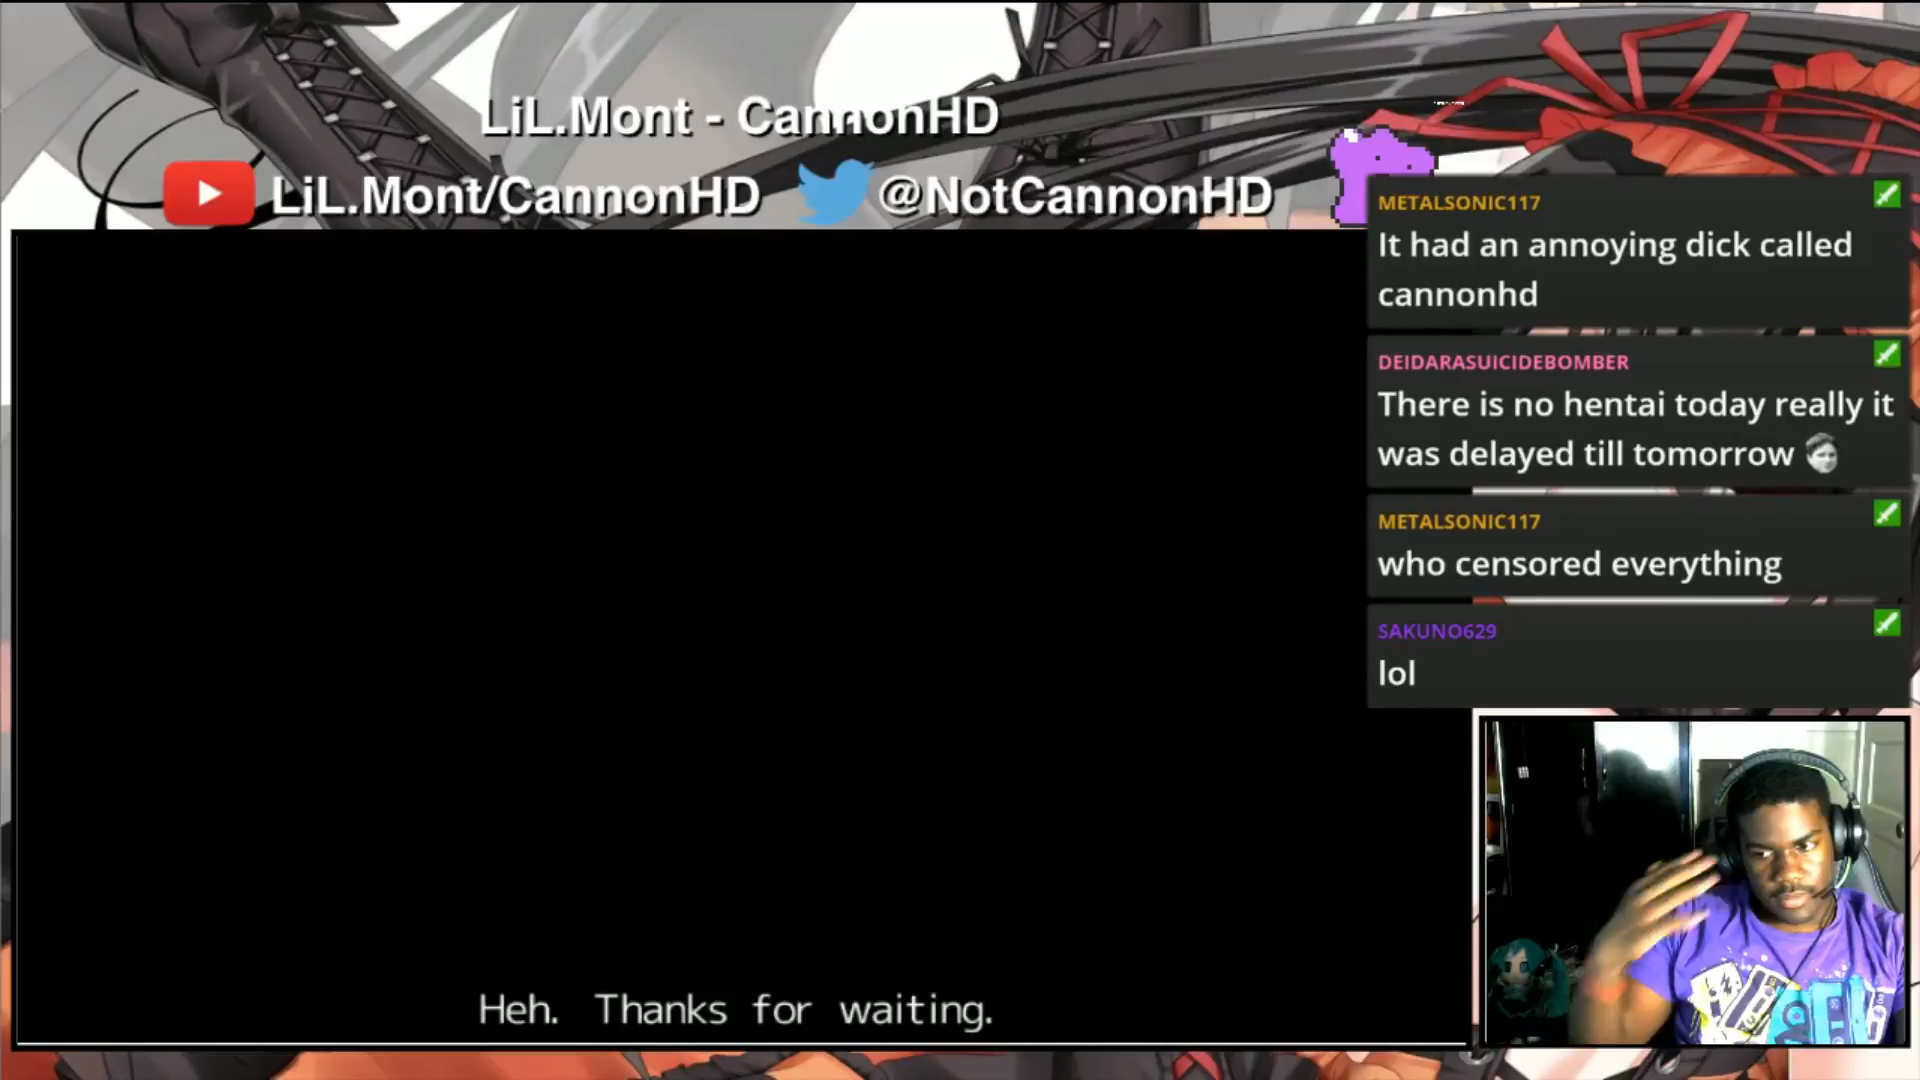 LiL.Mont - CannonHD
LiL.Mont/CannonHD
@NotCannonHD
METALSONIC117
It had an annoying dick called
cannonhd
DEIDARASUICIDEBOMBER
There is no hentai today really it
was delayed till tomorrow
METALSONIC117
who censored everything
SAKUNO629
lol
Heh. Thanks for waiting.